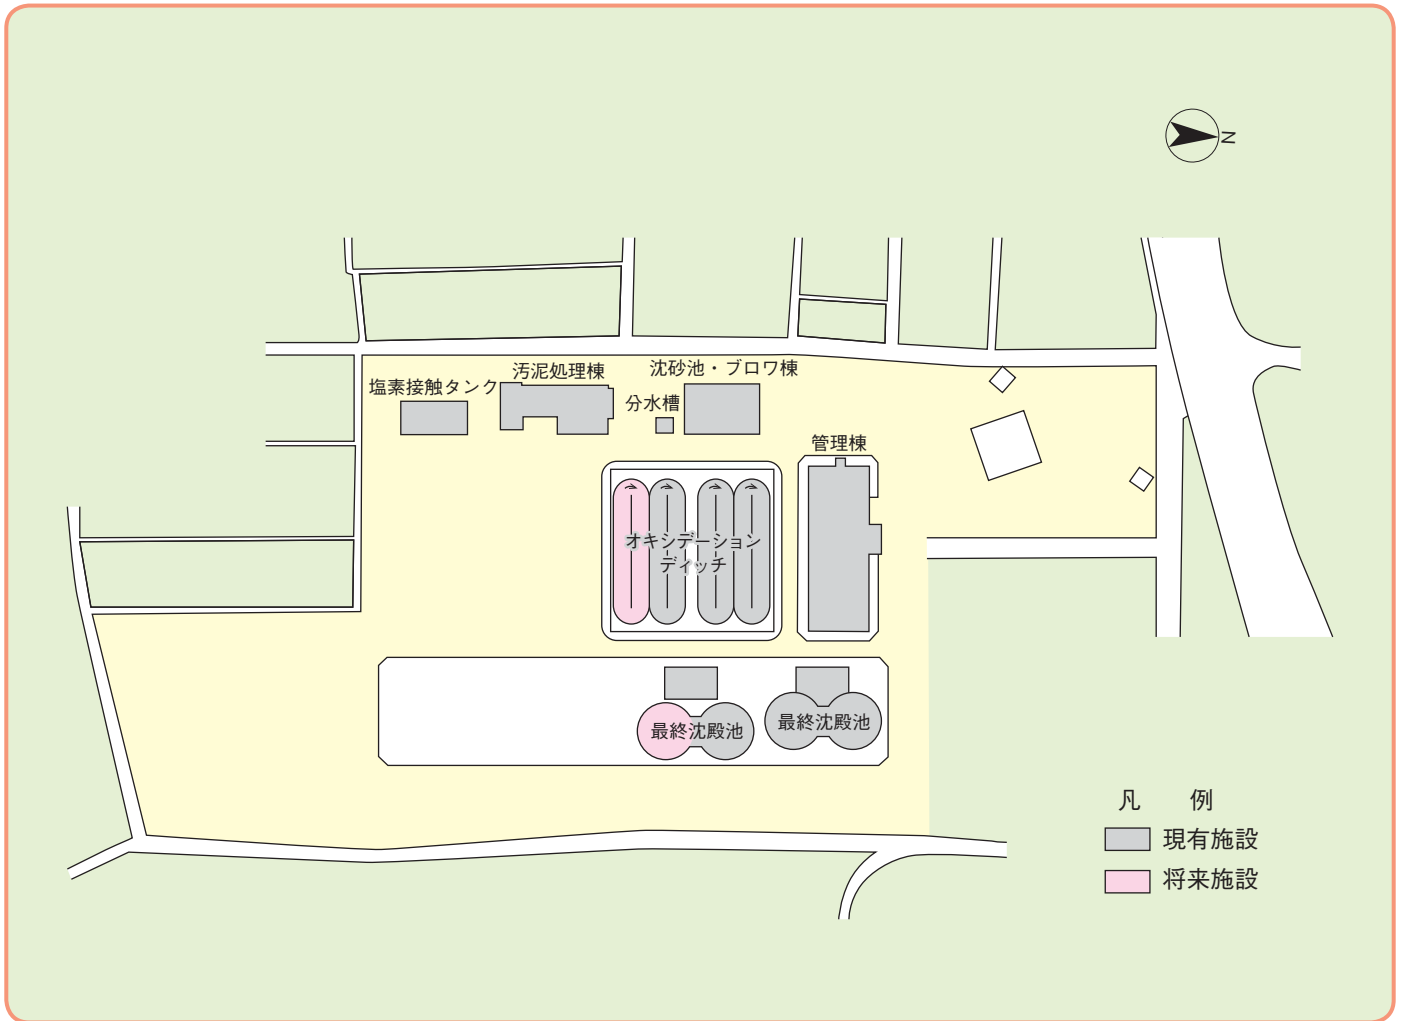 N
沈砂池・ブロワ棟
汚泥処理棟
塩素接触タンク
分水槽
管理棟
オキシデーション
ディッチ
最終沈殿池
最終沈殿池
凡 例
現有施設
将来施設